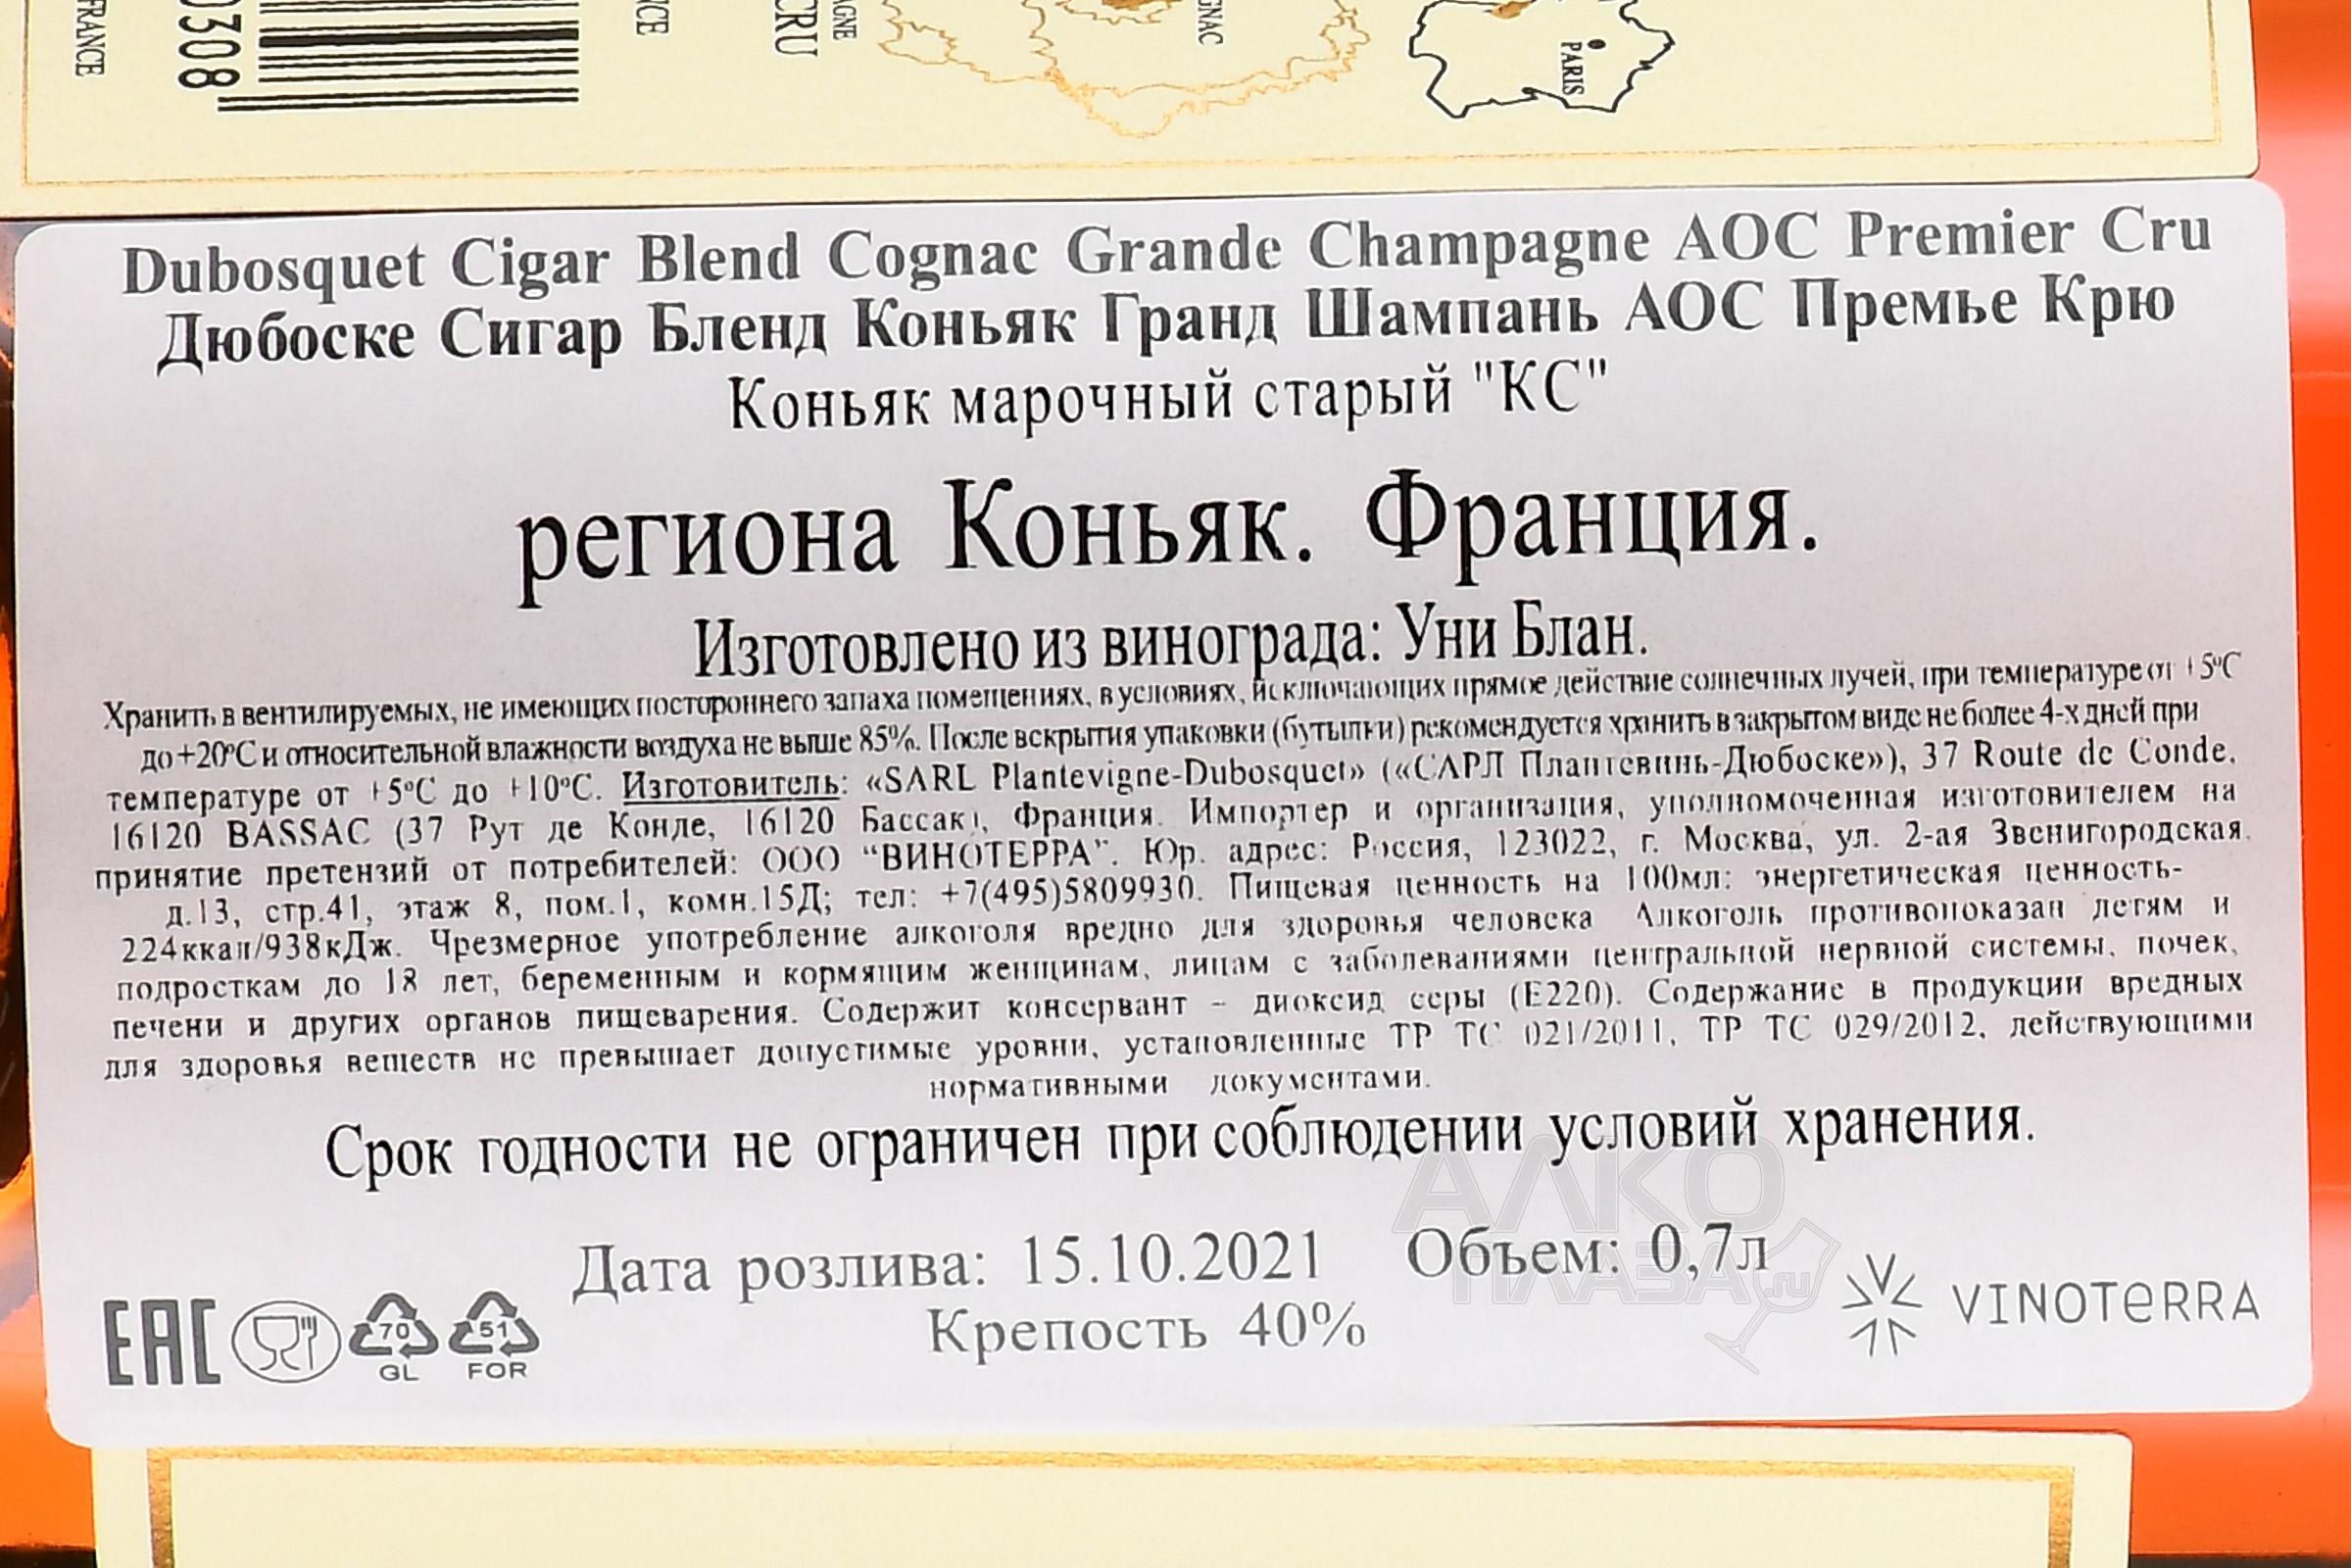 FRANCE
0308
NCE
CRU
AGNE
GNAC
PARIS
Dubosquet Cigar Blend Cognac Grande Champagne AOC Premier Cru
Дюбоске Сигар Бленд Коньяк Гранд Шампань АОС Премье Крю
Коньяк марочный старый "КС"
региона Коньяк. Франция.
Изготовлено из винограда: Уни Блан.
Хранить в вентилируемых, не имеющих постороннего запаха помещениях, в условиях, исключающих прямое действие солнечных лучей, при температуре от +5ºС
до +20ºС и относительной влажности воздуха не выше 85%. После вскрытия упаковки (бутылки) рекомендуется хранить в закрытом виде не более 4-х дней при
температуре от +5ºС до +10ºС. Изготовитель: «SARL Plantevigne-Dubosquet» («САРЛ Плантевинь-Дюбоске»), 37 Route de Conde,
16120 BASSAC (37 Рут де Конде, 16120 Бассак), Франция. Импортер и организация, уполномоченная изготовителем на
принятие претензий от потребителей: ООО “ВИНОТЕРРА”. Юр. адрес: Россия, 123022, г. Москва, ул. 2-ая Звенигородская,
д.13, стр.41, этаж 8, пом.1, комн.15Д; тел: +7(495)5809930. Пищевая ценность на 100мл: энергетическая ценность-
224ккал/938кДж. Чрезмерное употребление алкоголя вредно для здоровья человека Алкоголь противопоказан детям и
подросткам до 18 лет, беременным и кормящим женщинам, лицам с заболеваниями центральной нервной системы, почек,
печени и других органов пищеварения. Содержит консервант – диоксид серы (Е220). Содержание в продукции вредных
для здоровья веществ не превышает допустимые уровни, установленные ТР ТС 021/2011, ТР ТС 029/2012, действующими
нормативными документами.
Срок годности не ограничен при соблюдении условий хранения.
Дата розлива: 15.10.2021 Объем: 0,7л
Крепость 40%
EAC
70
GL
51
FOR
VINOTERRA
АЛКО
ПЛАЗА.ru